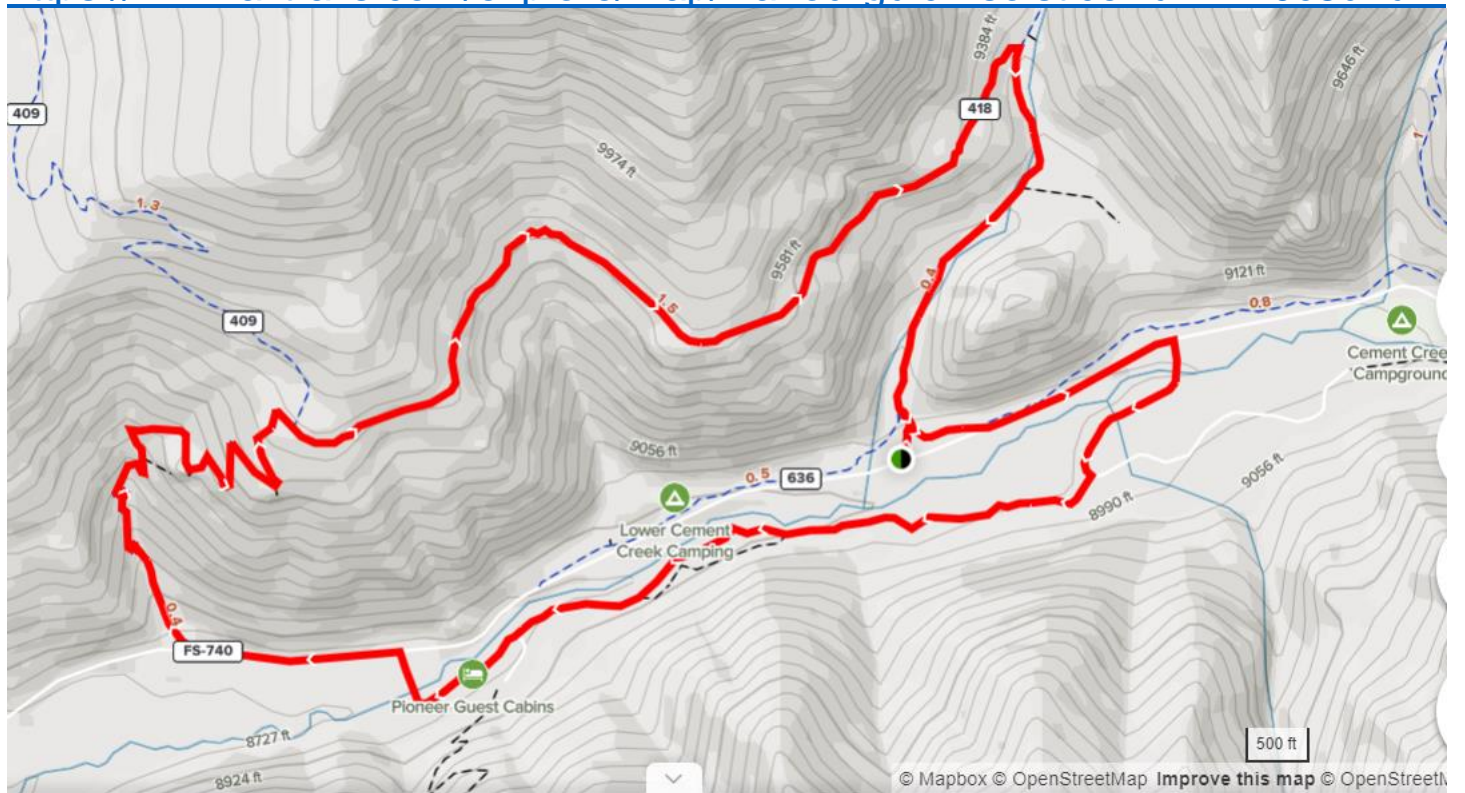 9384 ft
9646 ft
409
418
1
9974 ft
1.3
9581 ft
9121 ft
0.4
1.5
0.8
409
Cement Cree
Campground
9056 ft
0.5
636
9056 ft
8990 ft
Lower Cement
Creek Camping
0.4
FS-740
Pioneer Guest Cabins
8727 ft
500 ft
8924 ft
© Mapbox © OpenStreetMap Improve this map © OpenStreetM